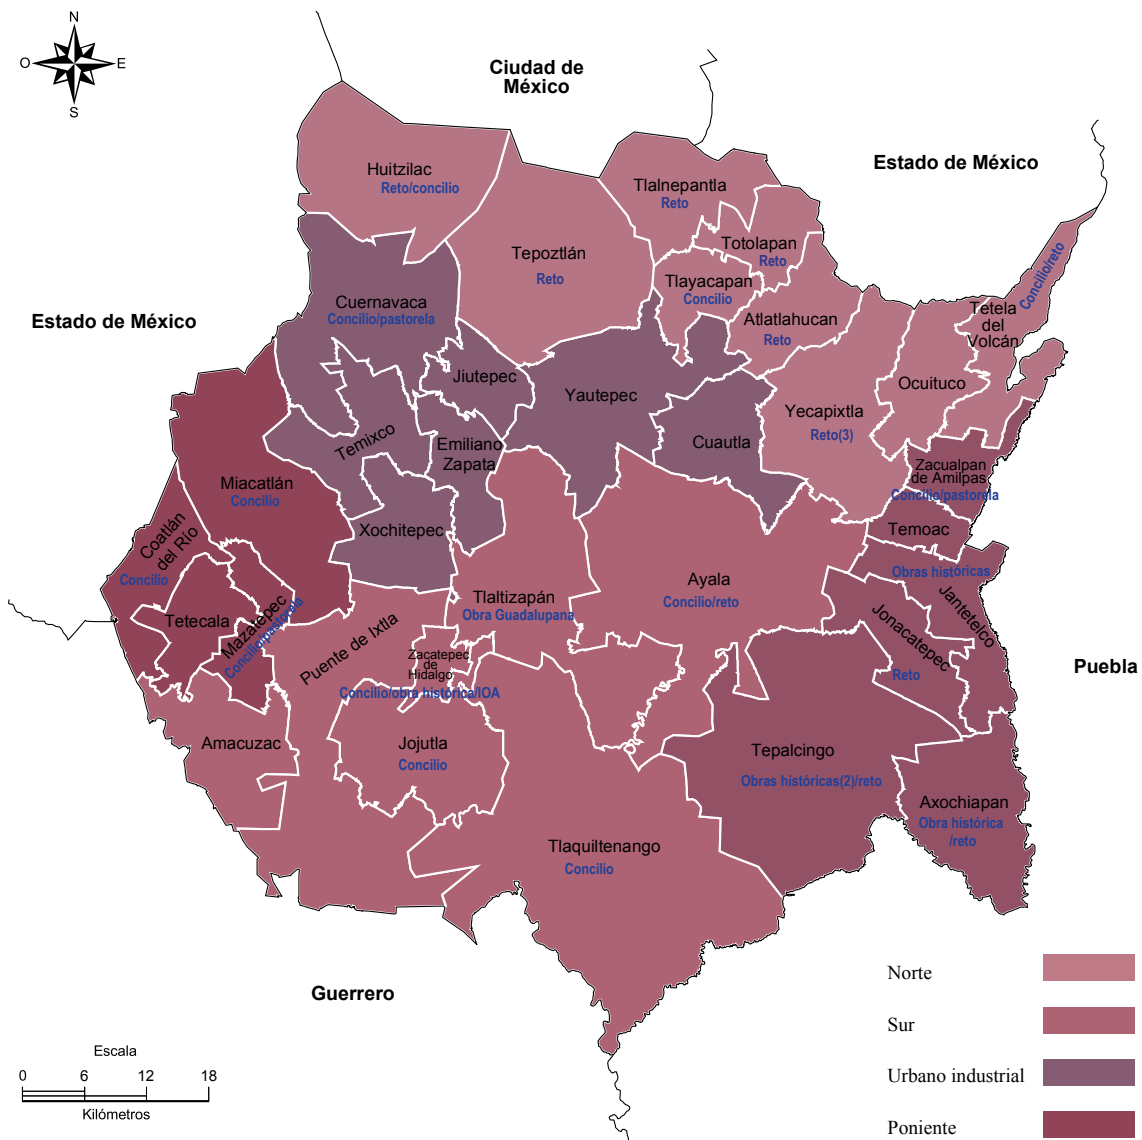 N
O
E
S
Ciudad de
México
Estado de México
Estado de México
Puebla
Guerrero
Huitzilac
Reto/concilio
Tlalnepantla
Reto
Totolapan
Reto
Tepoztlán
Reto
Tlayacapan
Concilio
Atlatlahucan
Reto
Tetela
del
Volcán
Concilio/reto
Cuernavaca
Concilio/pastorela
Jiutepec
Yautepec
Ocuituco
Yecapixtla
Reto(3)
Temixco
Emiliano
Zapata
Cuautla
Zacualpan
de Amilpas
Concilio/pastorela
Miacatlán
Concilio
Xochitepec
Temoac
Coatlán
del Río
Concilio
Obras históricas
Jantetelco
Tlaltizapán
Obra Guadalupana
Ayala
Concilio/reto
Tetecala
Mazatepec
Concilio/pastorela
Puente de Ixtla
Jonacatepec
Reto
Zacatepec
de
Hidalgo
Concilio/obra histórica/IOA
Amacuzac
Jojutla
Concilio
Tepalcingo
Obras históricas(2)/reto
Axochiapan
Obra histórica
/reto
Tlaquiltenango
Concilio
Norte
Sur
Urbano industrial
Poniente
Escala
0 6 12 18
Kilómetros